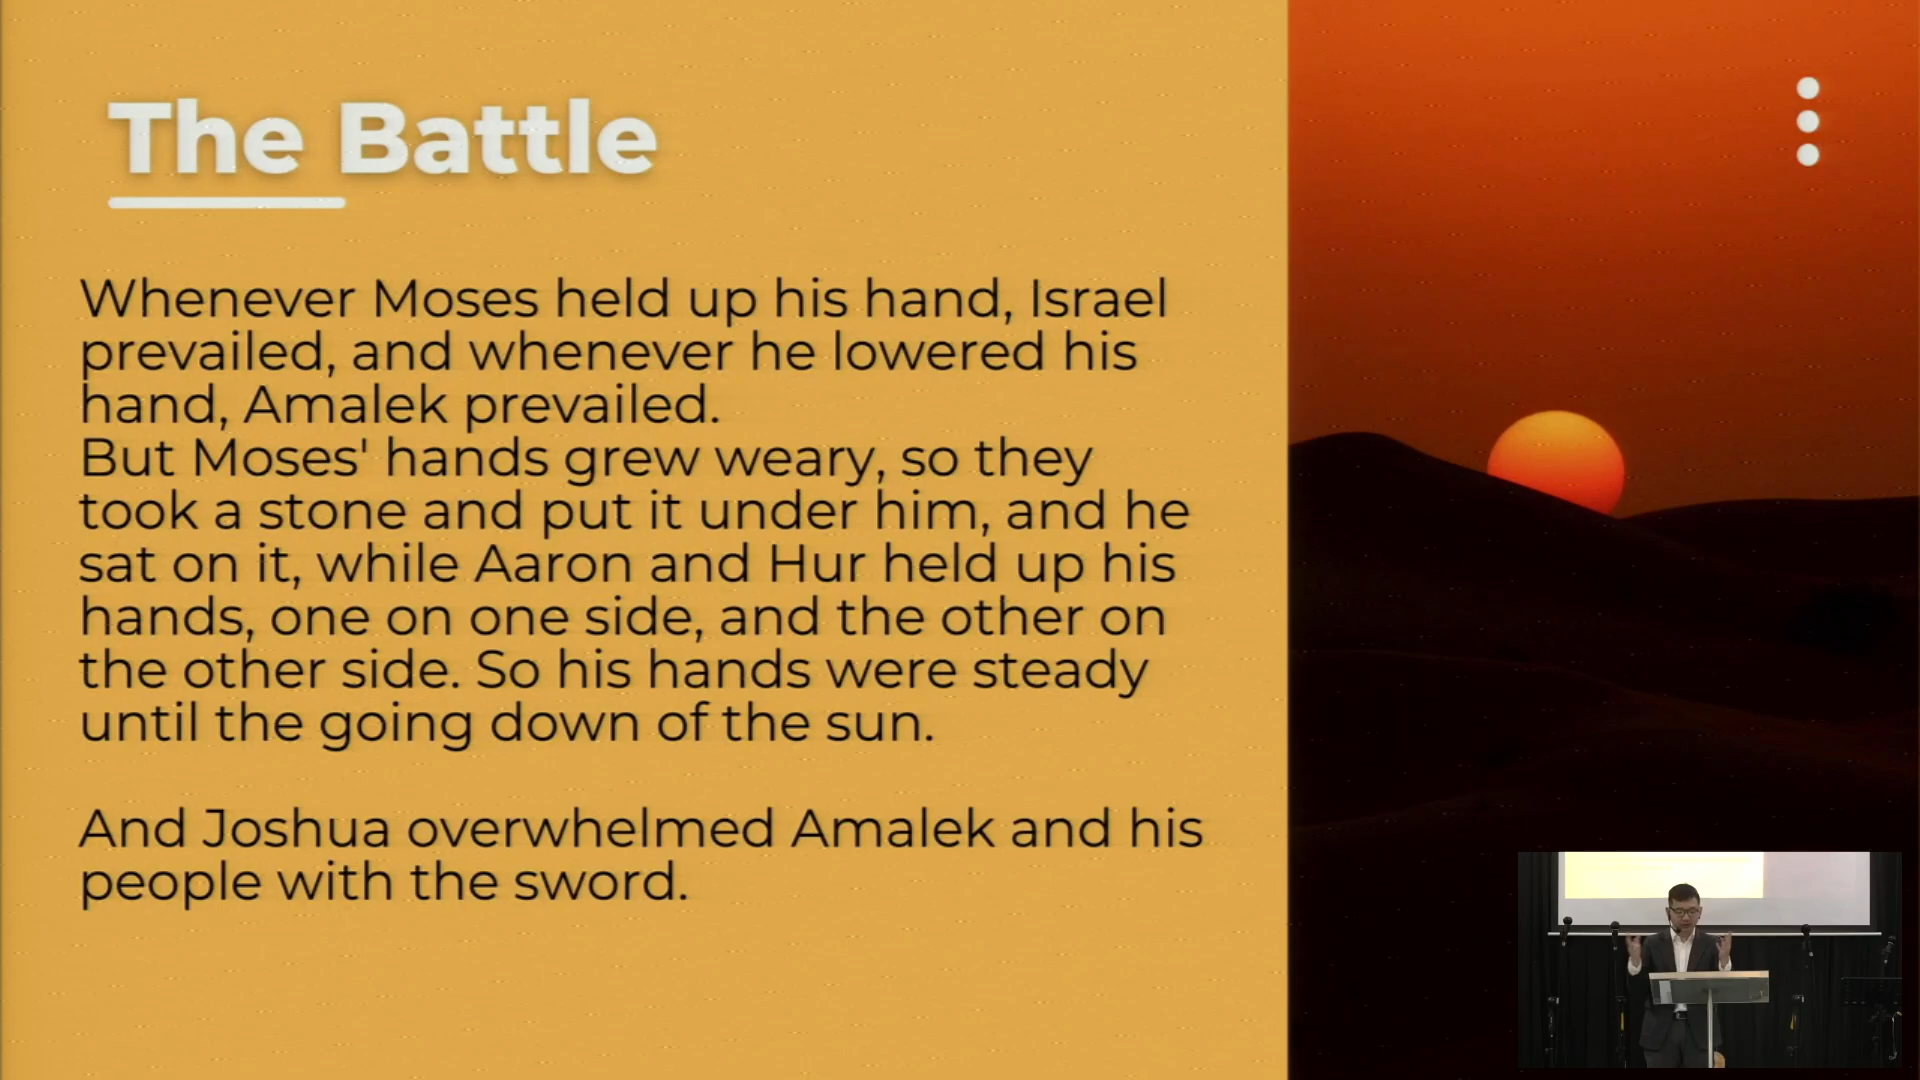 The Battle
Whenever Moses held up his hand, Israel
prevailed, and whenever he lowered his
hand, Amalek prevailed.
But Moses' hands grew weary, so they
took a stone and put it under him, and he
sat on it, while Aaron and Hur held up his
hands, one on one side, and the other on
the other side. So his hands were steady
until the going down of the sun.
And Joshua overwhelmed Amalek and his
people with the sword.